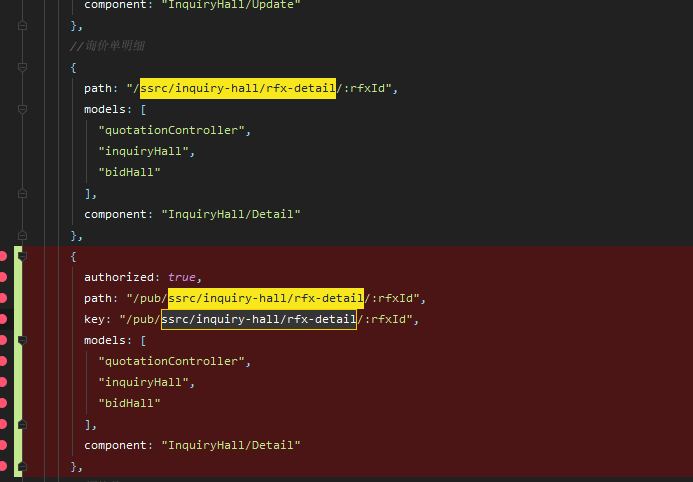 component: "InquiryHall/Update"
},
//询价单明细
{
path: "/ssrc/inquiry-hall/rfx-detail/:rfxId",
models: [
"quotationController",
"inquiryHall",
"bidHall"
],
component: "InquiryHall/Detail"
},
{
authorized: true,
path: "/pub/ssrc/inquiry-hall/rfx-detail/:rfxId",
key: "/pub/ssrc/inquiry-hall/rfx-detail/:rfxId",
models: [
"quotationController",
"inquiryHall",
"bidHall"
],
component: "InquiryHall/Detail"
},